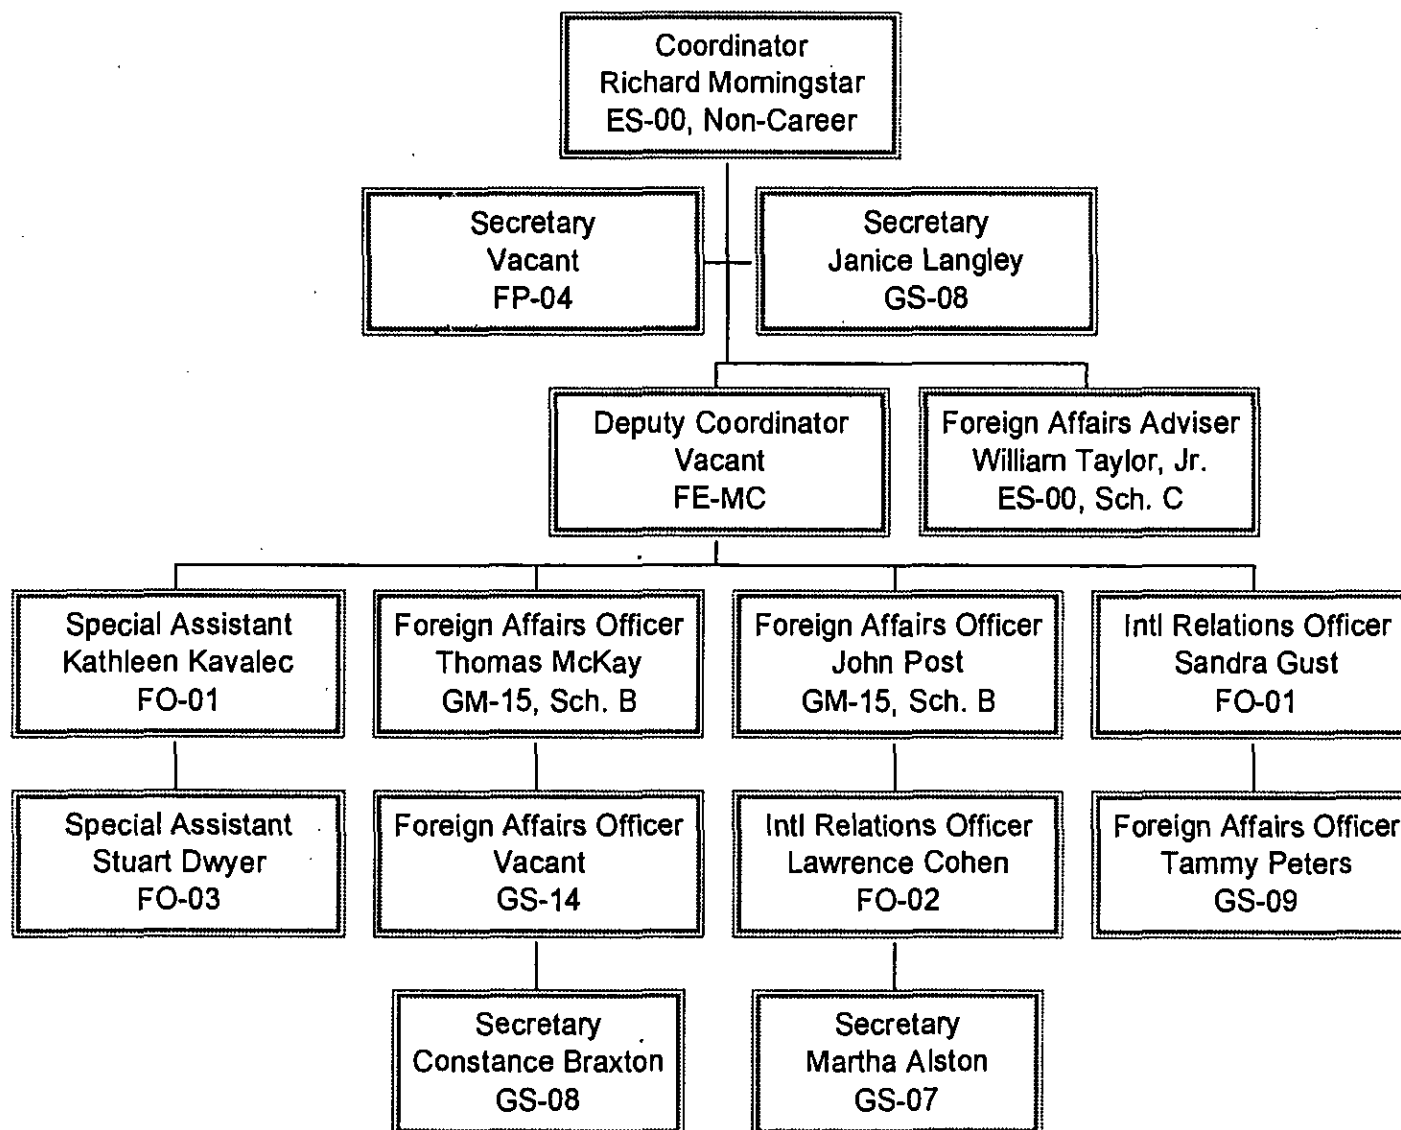 Coordinator
Richard Morningstar
ES-00, Non-Career
Secretary
Vacant
FP-04
Secretary
Janice Langley
GS-08
Deputy Coordinator
Vacant
FE-MC
Foreign Affairs Adviser
William Taylor, Jr.
ES-00, Sch. C
Special Assistant
Kathleen Kavalec
FO-01
Foreign Affairs Officer
Thomas McKay
GM-15, Sch. B
Foreign Affairs Officer
John Post
GM-15, Sch. B
Intl Relations Officer
Sandra Gust
FO-01
Special Assistant
Stuart Dwyer
FO-03
Foreign Affairs Officer
Vacant
GS-14
Intl Relations Officer
Lawrence Cohen
FO-02
Foreign Affairs Officer
Tammy Peters
GS-09
Secretary
Constance Braxton
GS-08
Secretary
Martha Alston
GS-07